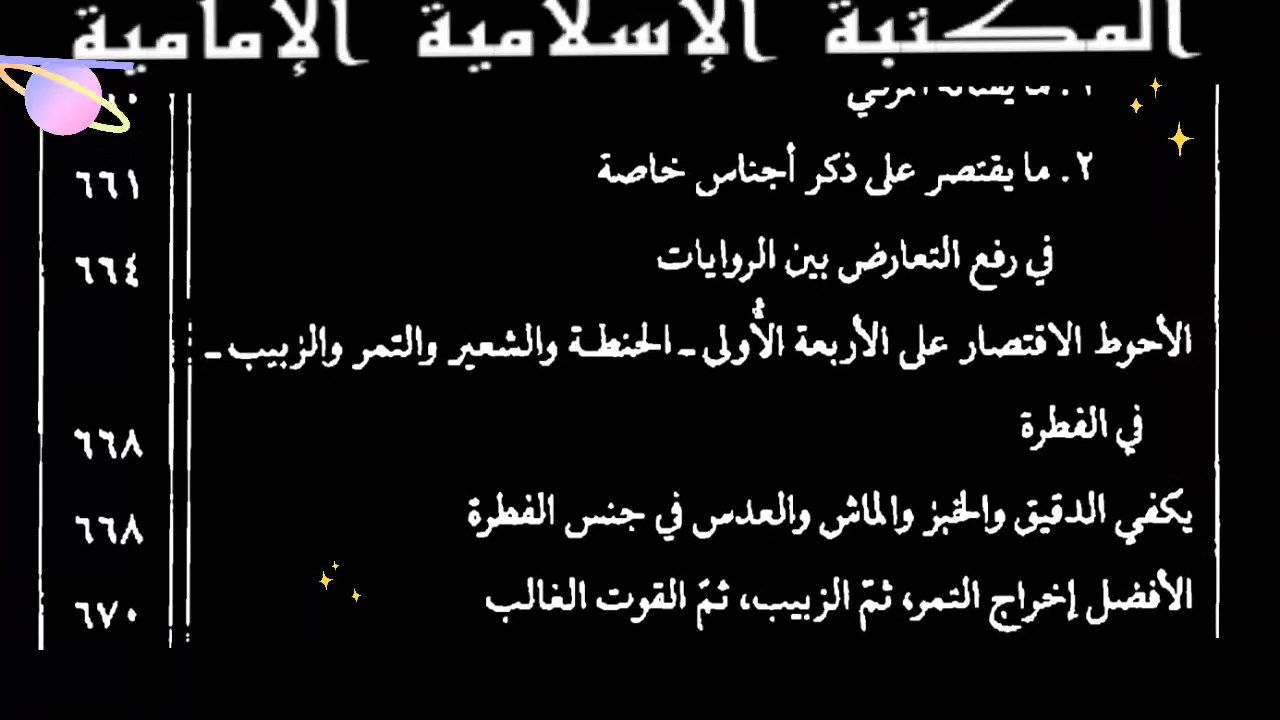 المكتبة الإسلامية الإمامية
٢. ما يقتصر على ذكر أجناس خاصة ٦٦١
في رفع التعارض بين الروايات ٦٦٤
الأحوط الاقتصار على الأربعة الأُولى ـ الحنطة والشعير والتمر والزبيب ـ
في الفطرة ٦٦٨
يكفي الدقيق والخبز والماش والعدس في جنس الفطرة ٦٦٨
الأفضل إخراج التمر، ثمّ الزبيب، ثمّ القوت الغالب ٦٧٠